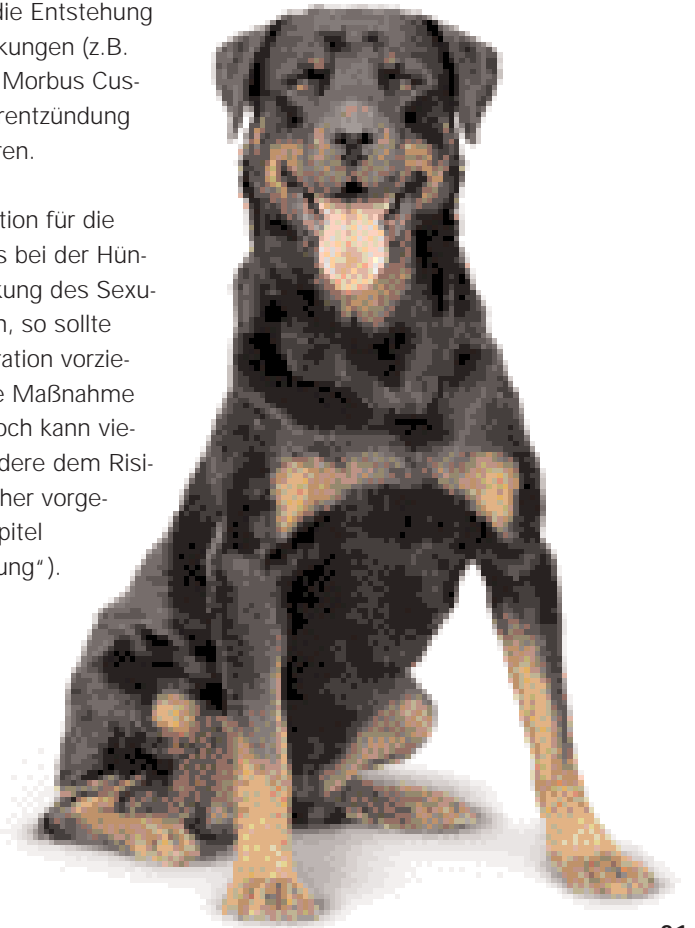 die Entstehung
kungen (z.B.
Morbus Cus-
rentzündung
ren.
tion für die
s bei der Hün-
kung des Sexu-
n, so sollte
ration vorzie-
e Maßnahme
och kann vie-
dere dem Risi-
her vorge-
pitel
ung“).